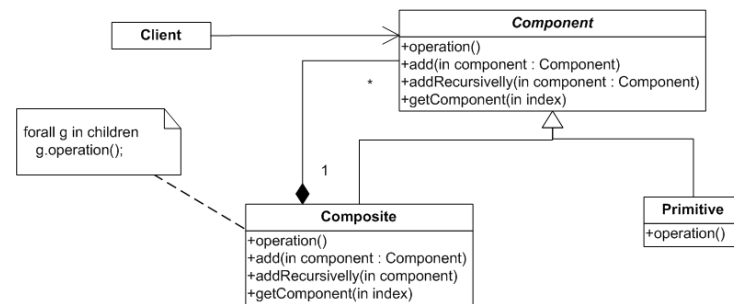 Client
Component
+operation()
+add(in component : Component)
+addRecursivelly(in component : Component)
+getComponent(in index)
*
forall g in children
g.operation();
1
Composite
+operation()
+add(in component : Component)
+addRecursivelly(in component)
+getComponent(in index)
Primitive
+operation()